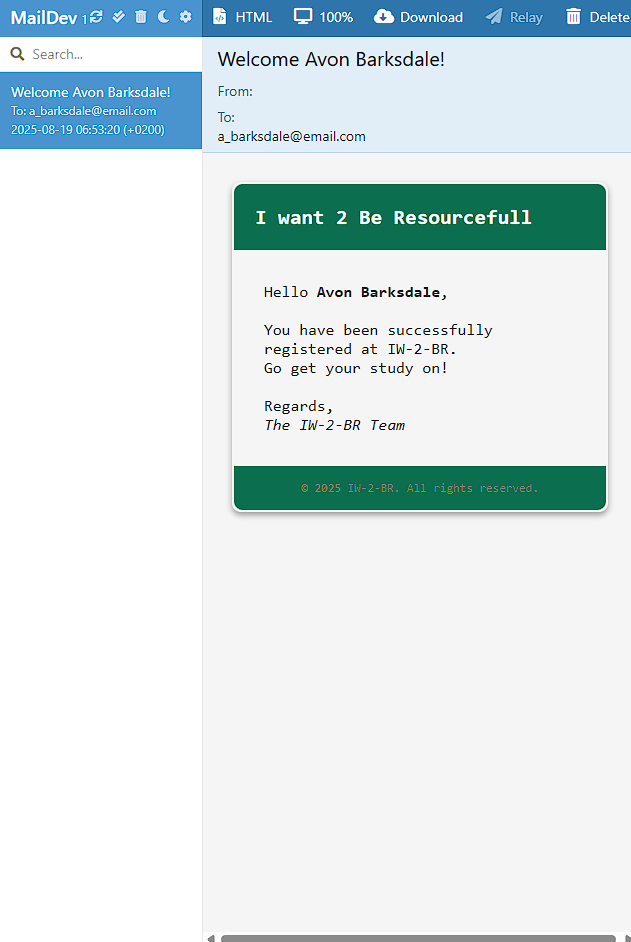 MailDev 1
HTML
100%
Download
Relay
Delete
Search...
Welcome Avon Barksdale!
To: a_barksdale@email.com
2025-08-19 06:53:20 (+0200)
Welcome Avon Barksdale!
From:
To:
a_barksdale@email.com
I want 2 Be Resourcefull
Hello Avon Barksdale,
You have been successfully
registered at IW-2-BR.
Go get your study on!
Regards,
The IW-2-BR Team
© 2025 IW-2-BR. All rights reserved.